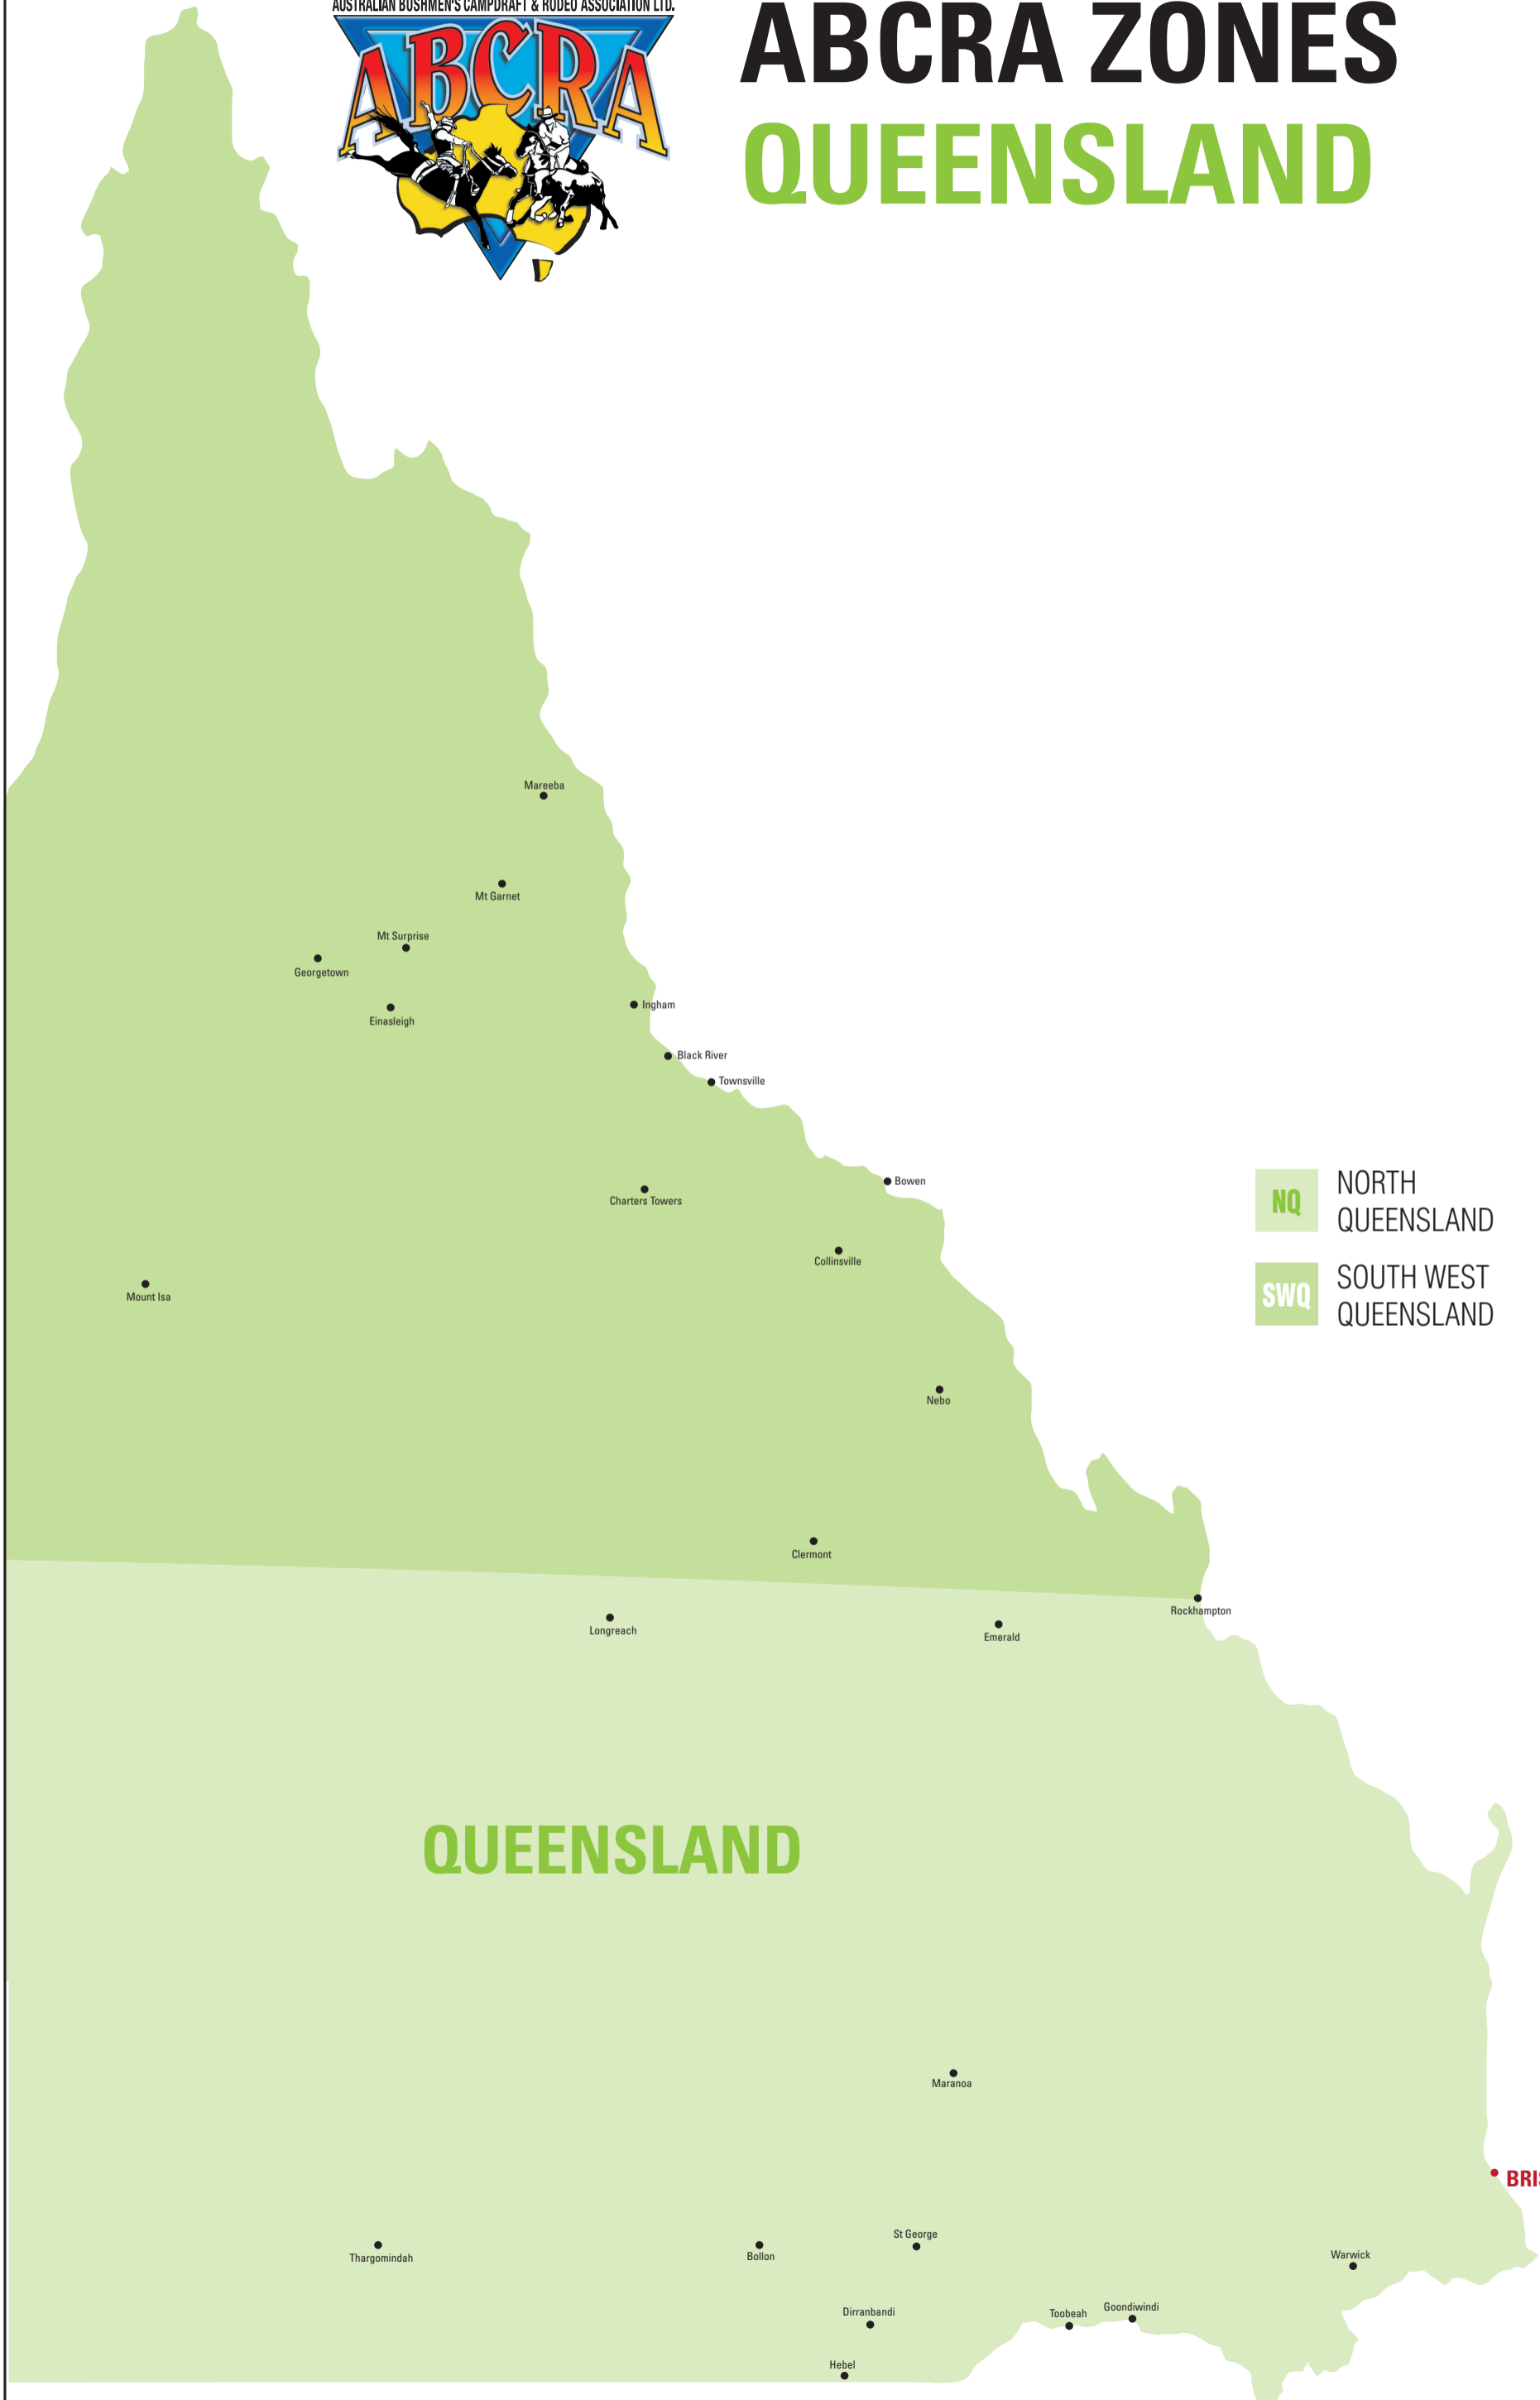 AUSTRALIAN BUSHMEN'S CAMPDRAFT & RODEO ASSOCIATION LTD.
ABCRA
ABCRA ZONES
QUEENSLAND
Mareeba
Mt Garnet
Mt Surprise
Georgetown
Einasleigh
Ingham
Black River
Townsville
Bowen
Charters Towers
Collinsville
Mount Isa
NQ
NORTH
QUEENSLAND
SWQ
SOUTH WEST
QUEENSLAND
Nebo
Clermont
Rockhampton
Longreach
Emerald
QUEENSLAND
Maranoa
BRIS
St George
Thargomindah
Bollon
Warwick
Dirranbandi
Toobeah
Goondiwindi
Hebel